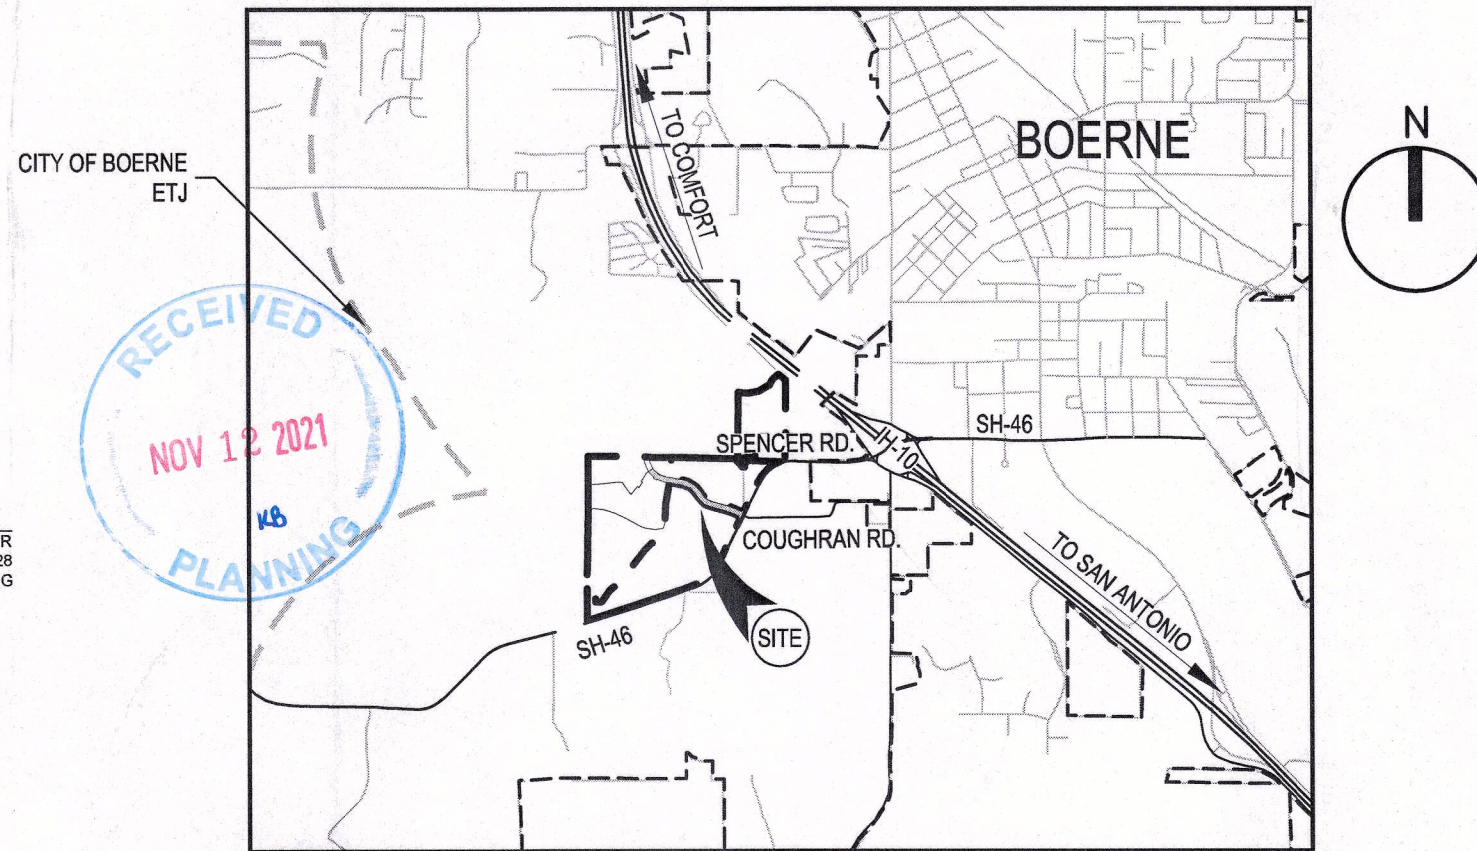 BOERNE
N
CITY OF BOERNE
ETJ
TO COMFORT
RECEIVED
NOV 12 2021
KB
PLANNING
SPENCER RD.
IH-10
SH-46
COUGHRAN RD.
TO SAN ANTONIO
SH-46
SITE
R
28
G